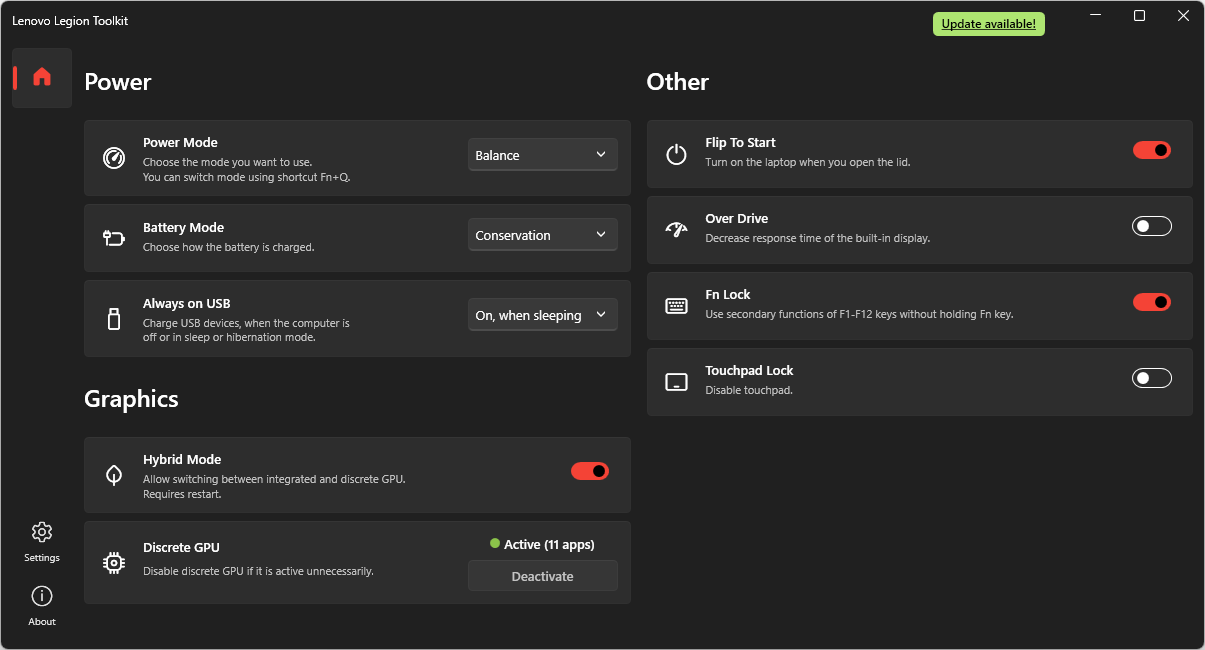 Lenovo Legion Toolkit
Update available!
Power
Power Mode
Choose the mode you want to use.
You can switch mode using shortcut Fn+Q.
Balance
Battery Mode
Choose how the battery is charged.
Conservation
Always on USB
Charge USB devices, when the computer is
off or in sleep or hibernation mode.
On, when sleeping
Graphics
Hybrid Mode
Allow switching between integrated and discrete GPU.
Requires restart.
Discrete GPU
Disable discrete GPU if it is active unnecessarily.
Active (11 apps)
Deactivate
Other
Flip To Start
Turn on the laptop when you open the lid.
Over Drive
Decrease response time of the built-in display.
Fn Lock
Use secondary functions of F1-F12 keys without holding Fn key.
Touchpad Lock
Disable touchpad.
Settings
About